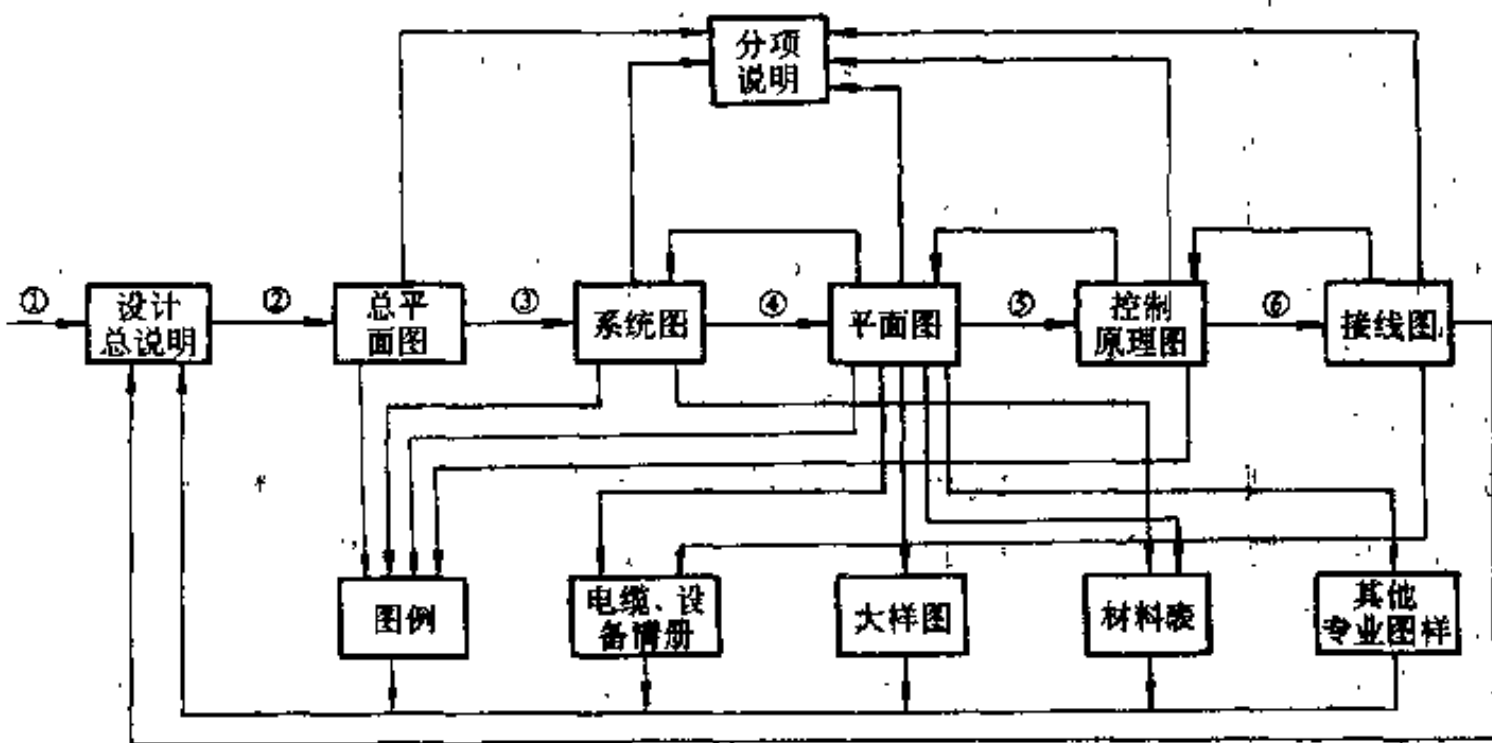 分项
说明
①
设计
总说明
②
总平
面图
③
系统图
④
平面图
⑤
控制
原理图
⑥
接线图
图例
电缆、设
备清册
大样图
材料表
其他
专业图样